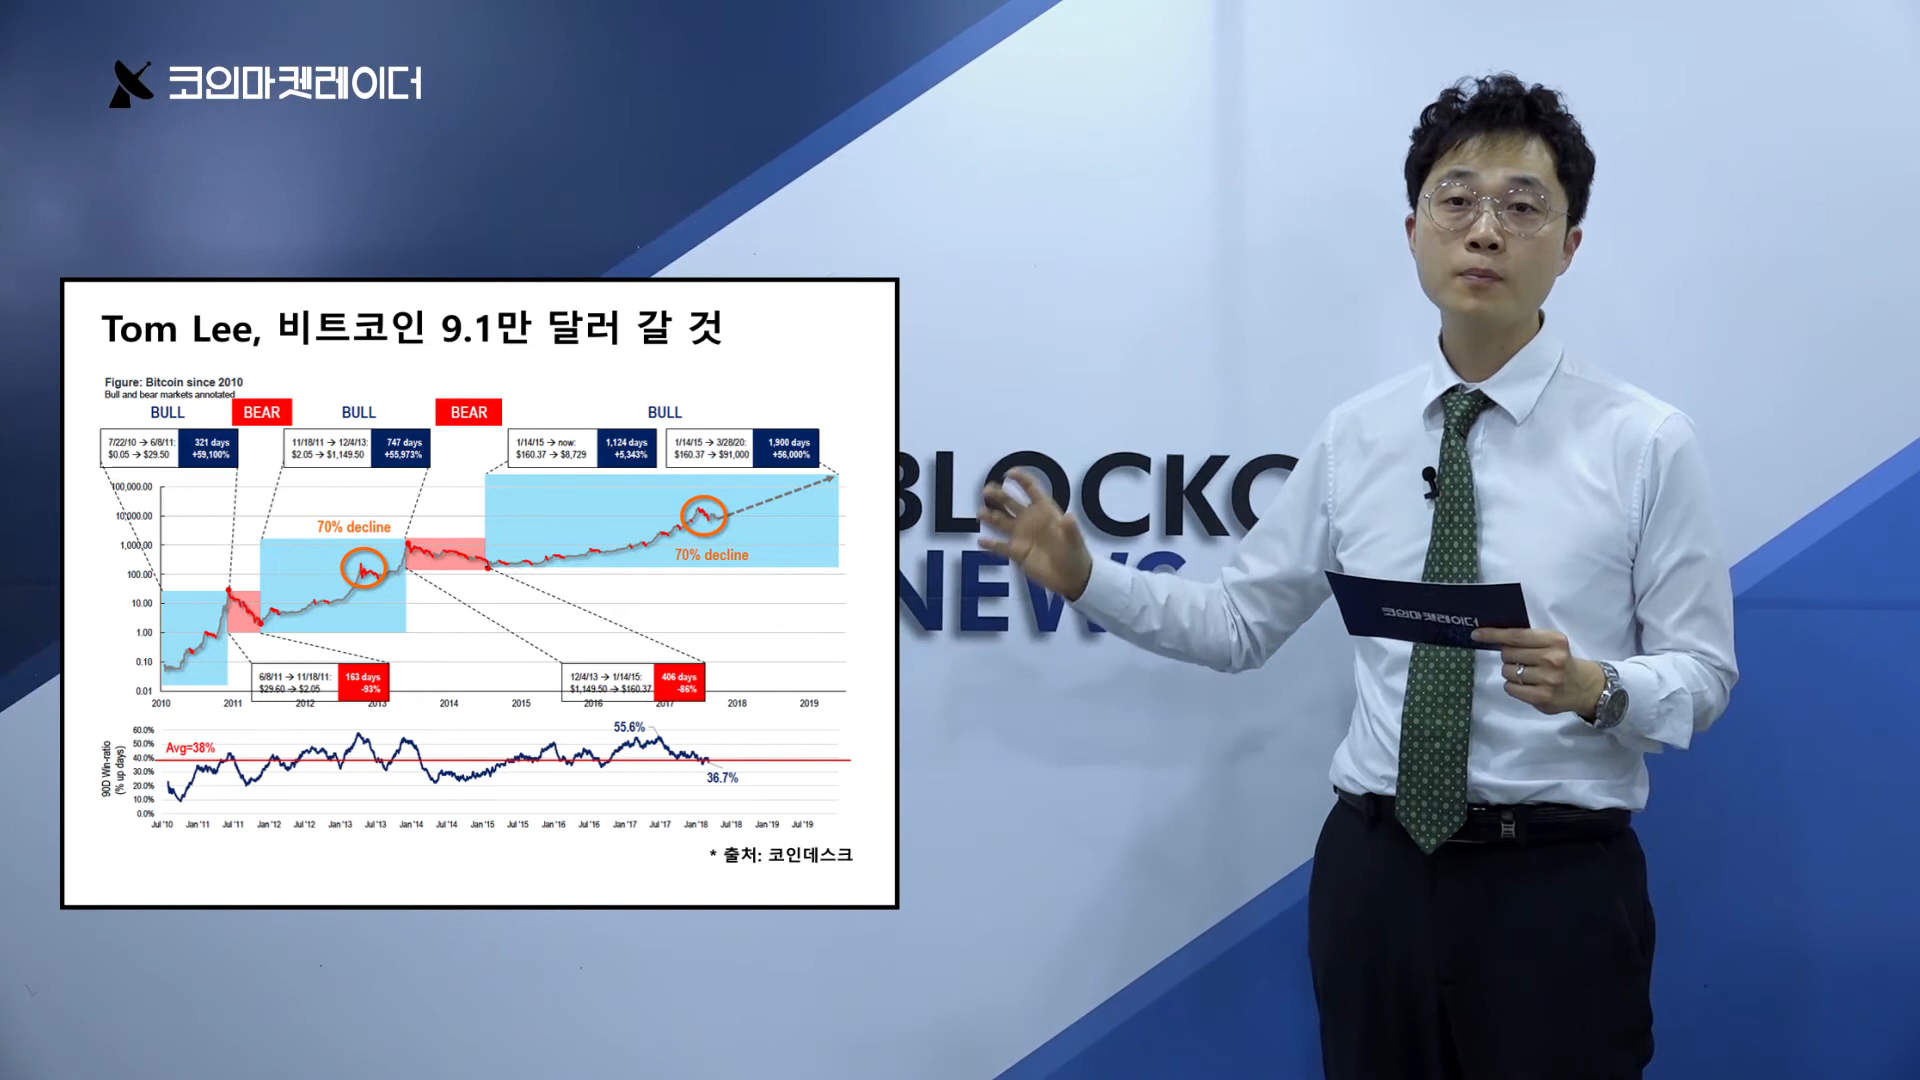 코인마켓레이더
Tom Lee, 비트코인 9.1만 달러 갈 것
Figure: Bitcoin since 2010
Bull and bear markets annotated
BULL BEAR BULL BEAR BULL
7/22/10 → 6/8/11: 321 days
$0.05 → $29.50 +59,100%
11/18/11 → 12/4/13: 747 days
$2.05 → $1,149.50 +55,973%
1/14/15 → now: 1,124 days
$160.37 → $8,729 +5,343%
1/14/15 → 3/28/20: 1,900 days
$160.37 → $91,000 +56,000%
100,000.00
10,000.00
1,000.00
100.00
10.00
1.00
0.10
0.01
70% decline
70% decline
6/8/11 → 11/18/11: 163 days
$29.60 → $2.05 -93%
12/4/13 → 1/14/15: 406 days
$1,149.50 → $160.37 -86%
2010 2011 2012 2013 2014 2015 2016 2017 2018 2019
90D Win-ratio
(% up days)
60.0%
50.0%
40.0%
30.0%
20.0%
10.0%
0.0%
Avg=38%
55.6%
36.7%
Jul '10 Jan '11 Jul '11 Jan '12 Jul '12 Jan '13 Jul '13 Jan '14 Jul '14 Jan '15 Jul '15 Jan '16 Jul '16 Jan '17 Jul '17 Jan '18 Jul '18 Jan '19 Jul '19
* 출처: 코인데스크
BLOCKC
NEWS
코인마켓레이더